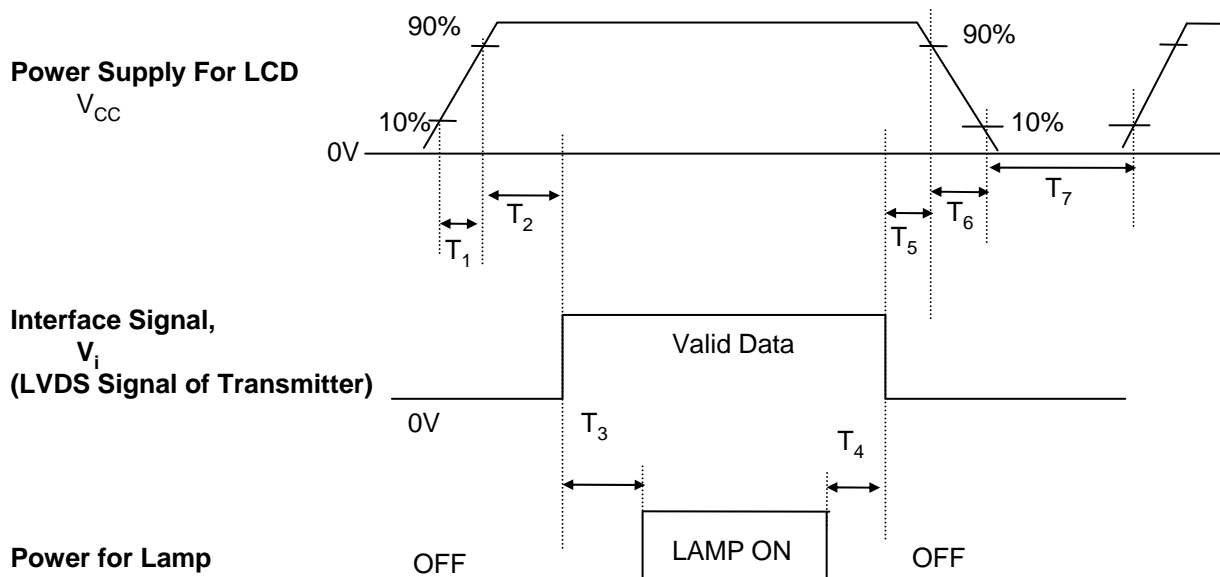 90%
90%
Power Supply For LCD
VCC
10%
10%
0V
T1
T2
T5
T6
T7
Interface Signal,
Vi
(LVDS Signal of Transmitter)
Valid Data
0V
T3
T4
Power for Lamp
OFF
LAMP ON
OFF